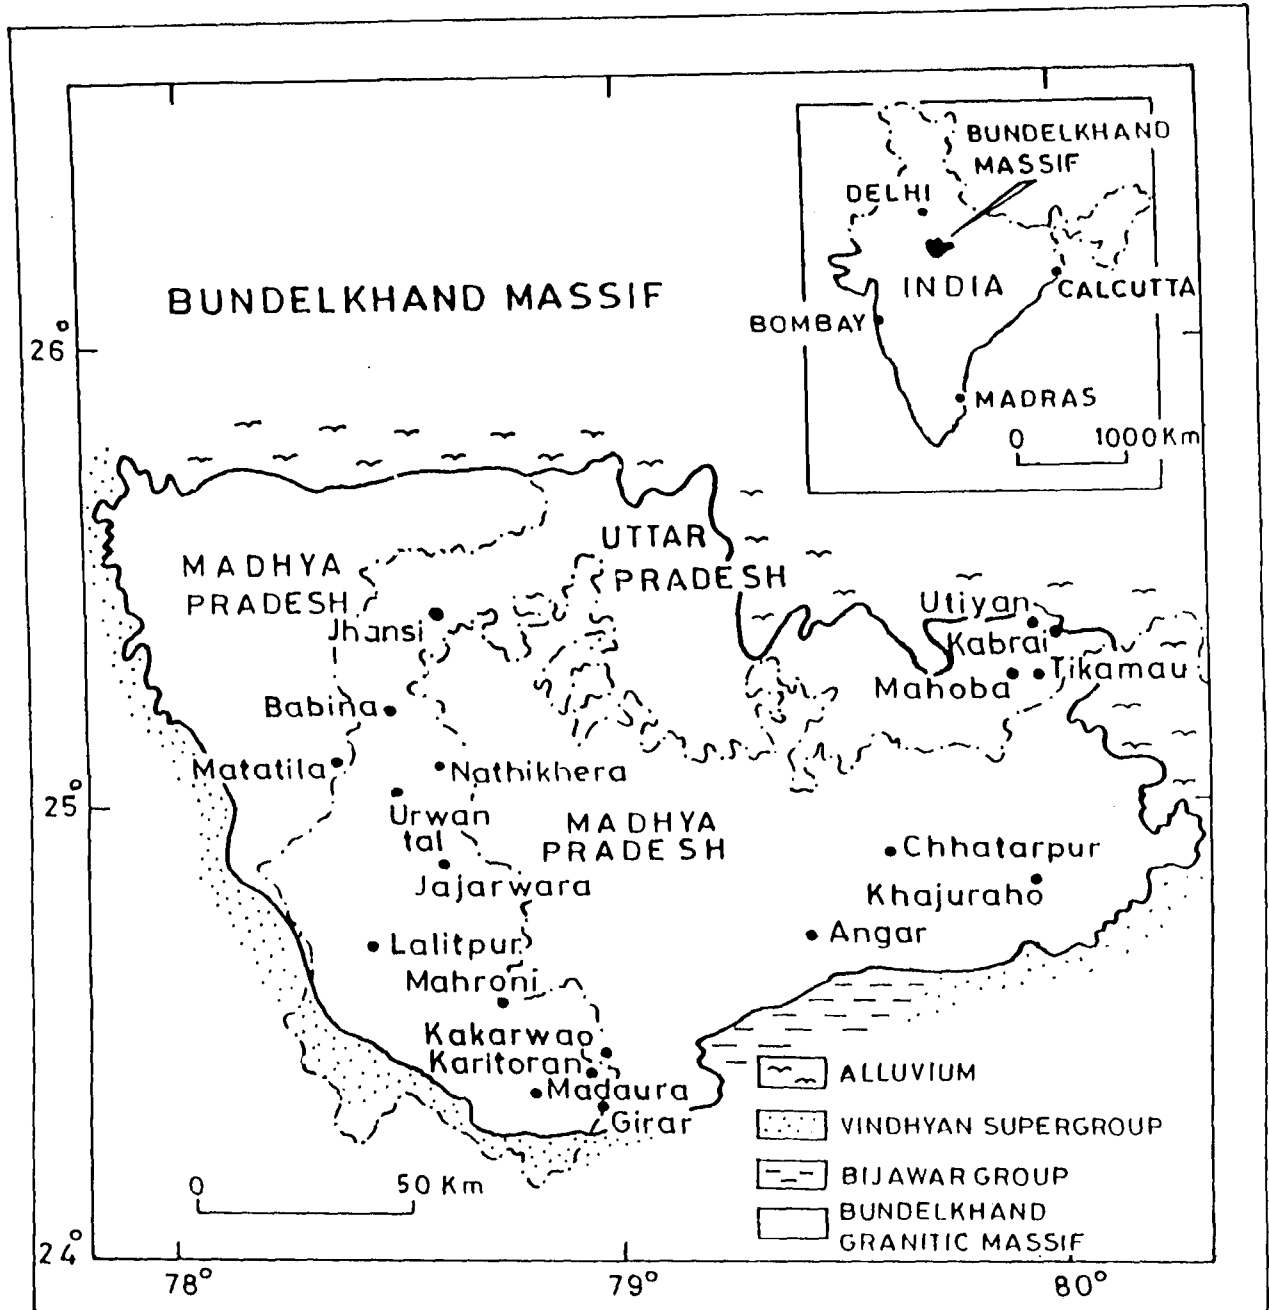 BUNDELKHAND
MASSIF
DELHI
INDIA
CALCUTTA
BOMBAY
MADRAS
0 1000 Km
BUNDELKHAND MASSIF
26°
UTTAR
PRADESH
MADHYA
PRADESH
Utiyan
Jhansi
Kabrai
Tikamau
Mahoba
Babina
Matatila
Nathikhera
25°
Urwan
tal
MADHYA
PRADESH
Chhatarpur
Jajarwara
Khajuraho
Angar
Lalitpur
Mahroni
Kakarwao
Karitoran
Madaura
Girar
ALLUVIUM
VINDHYAN SUPERGROUP
BIJAWAR GROUP
BUNDELKHAND
GRANITIC MASSIF
0 50 Km
24°
78° 79° 80°